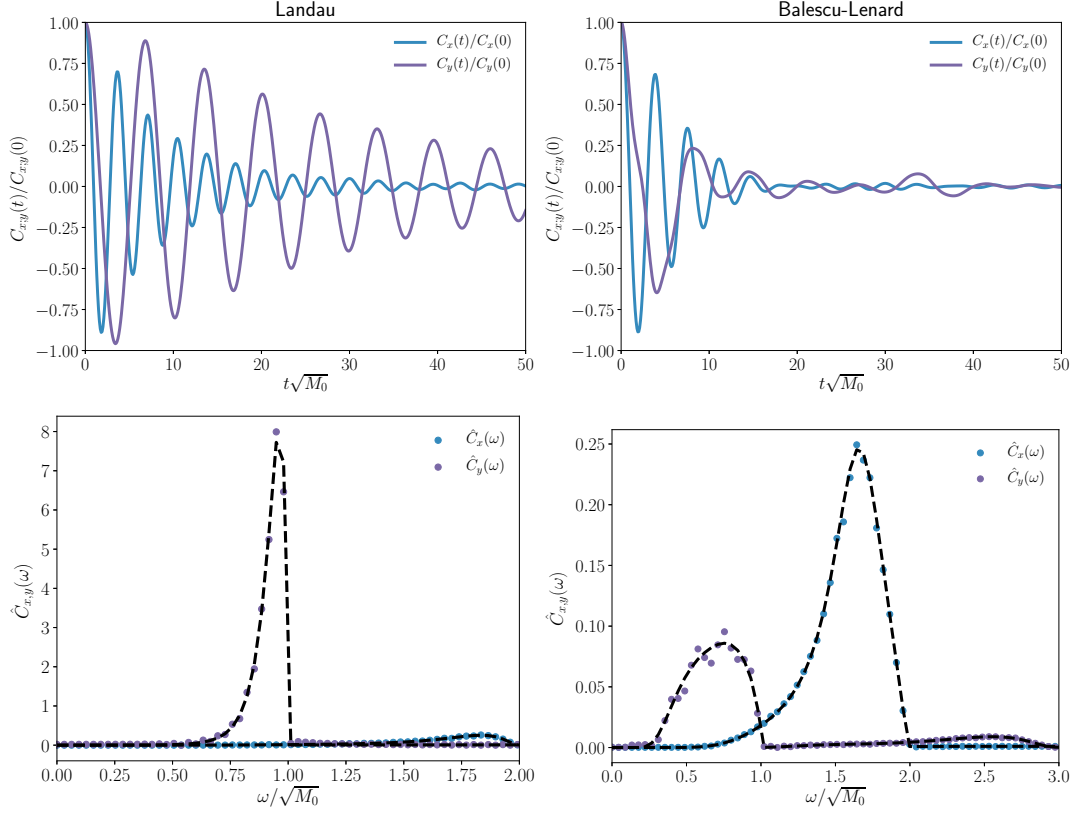 Landau
1.00
0.75
0.50
0.25
0.00
−0.25
−0.50
−0.75
−1.00
C_{x;y}(t)/C_{x;y}(0)
C_x(t)/C_x(0)
C_y(t)/C_y(0)
0 10 20 30 40 50
t√M_0
Balescu-Lenard
1.00
0.75
0.50
0.25
0.00
−0.25
−0.50
−0.75
−1.00
C_{x;y}(t)/C_{x;y}(0)
C_x(t)/C_x(0)
C_y(t)/C_y(0)
0 10 20 30 40 50
t√M_0
8
7
6
5
4
3
2
1
0
Ĉ_{x,y}(ω)
Ĉ_x(ω)
Ĉ_y(ω)
0.00 0.25 0.50 0.75 1.00 1.25 1.50 1.75 2.00
ω/√M_0
0.25
0.20
0.15
0.10
0.05
0.00
Ĉ_{x,y}(ω)
Ĉ_x(ω)
Ĉ_y(ω)
0.0 0.5 1.0 1.5 2.0 2.5 3.0
ω/√M_0